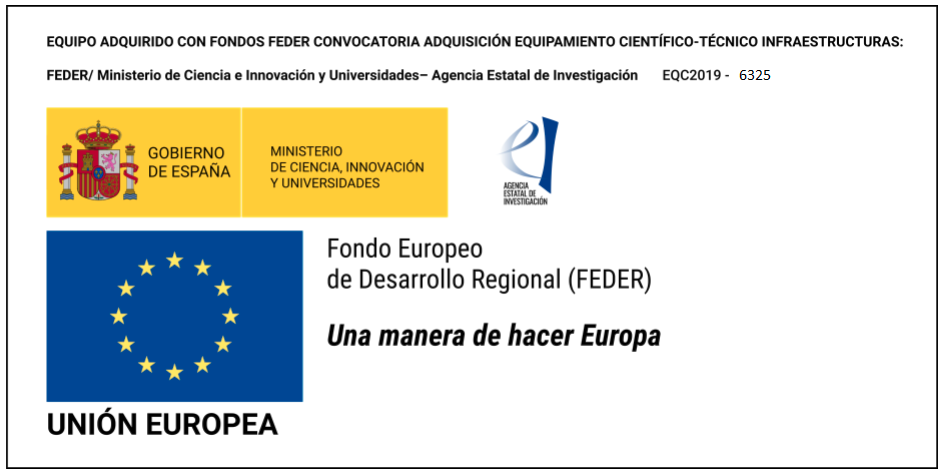 EQUIPO ADQUIRIDO CON FONDOS FEDER CONVOCATORIA ADQUISICIÓN EQUIPAMIENTO CIENTÍFICO-TÉCNICO INFRAESTRUCTURAS:
FEDER/ Ministerio de Ciencia e Innovación y Universidades– Agencia Estatal de Investigación EQC2019 - 6325
GOBIERNO
DE ESPAÑA
MINISTERIO
DE CIENCIA, INNOVACIÓN
Y UNIVERSIDADES
AGENCIA
ESTATAL DE
INVESTIGACIÓN
Fondo Europeo
de Desarrollo Regional (FEDER)
Una manera de hacer Europa
UNIÓN EUROPEA